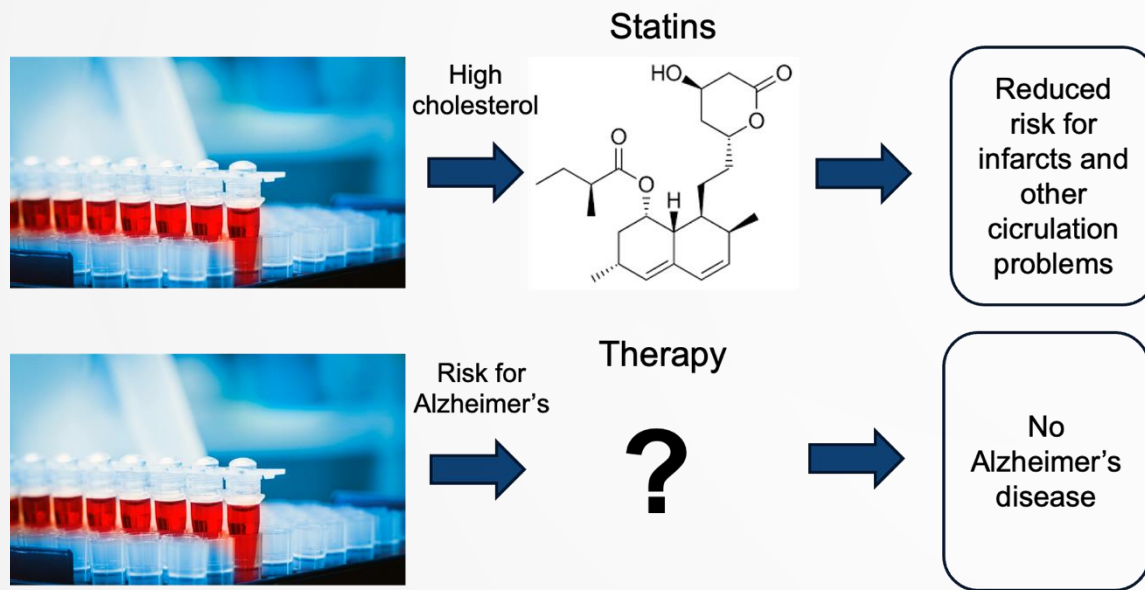 Statins
High
cholesterol
HO
O
O
O
O
H
Reduced
risk for
infarcts and
other
cicrulation
problems
Therapy
Risk for
Alzheimer's
?
No
Alzheimer's
disease